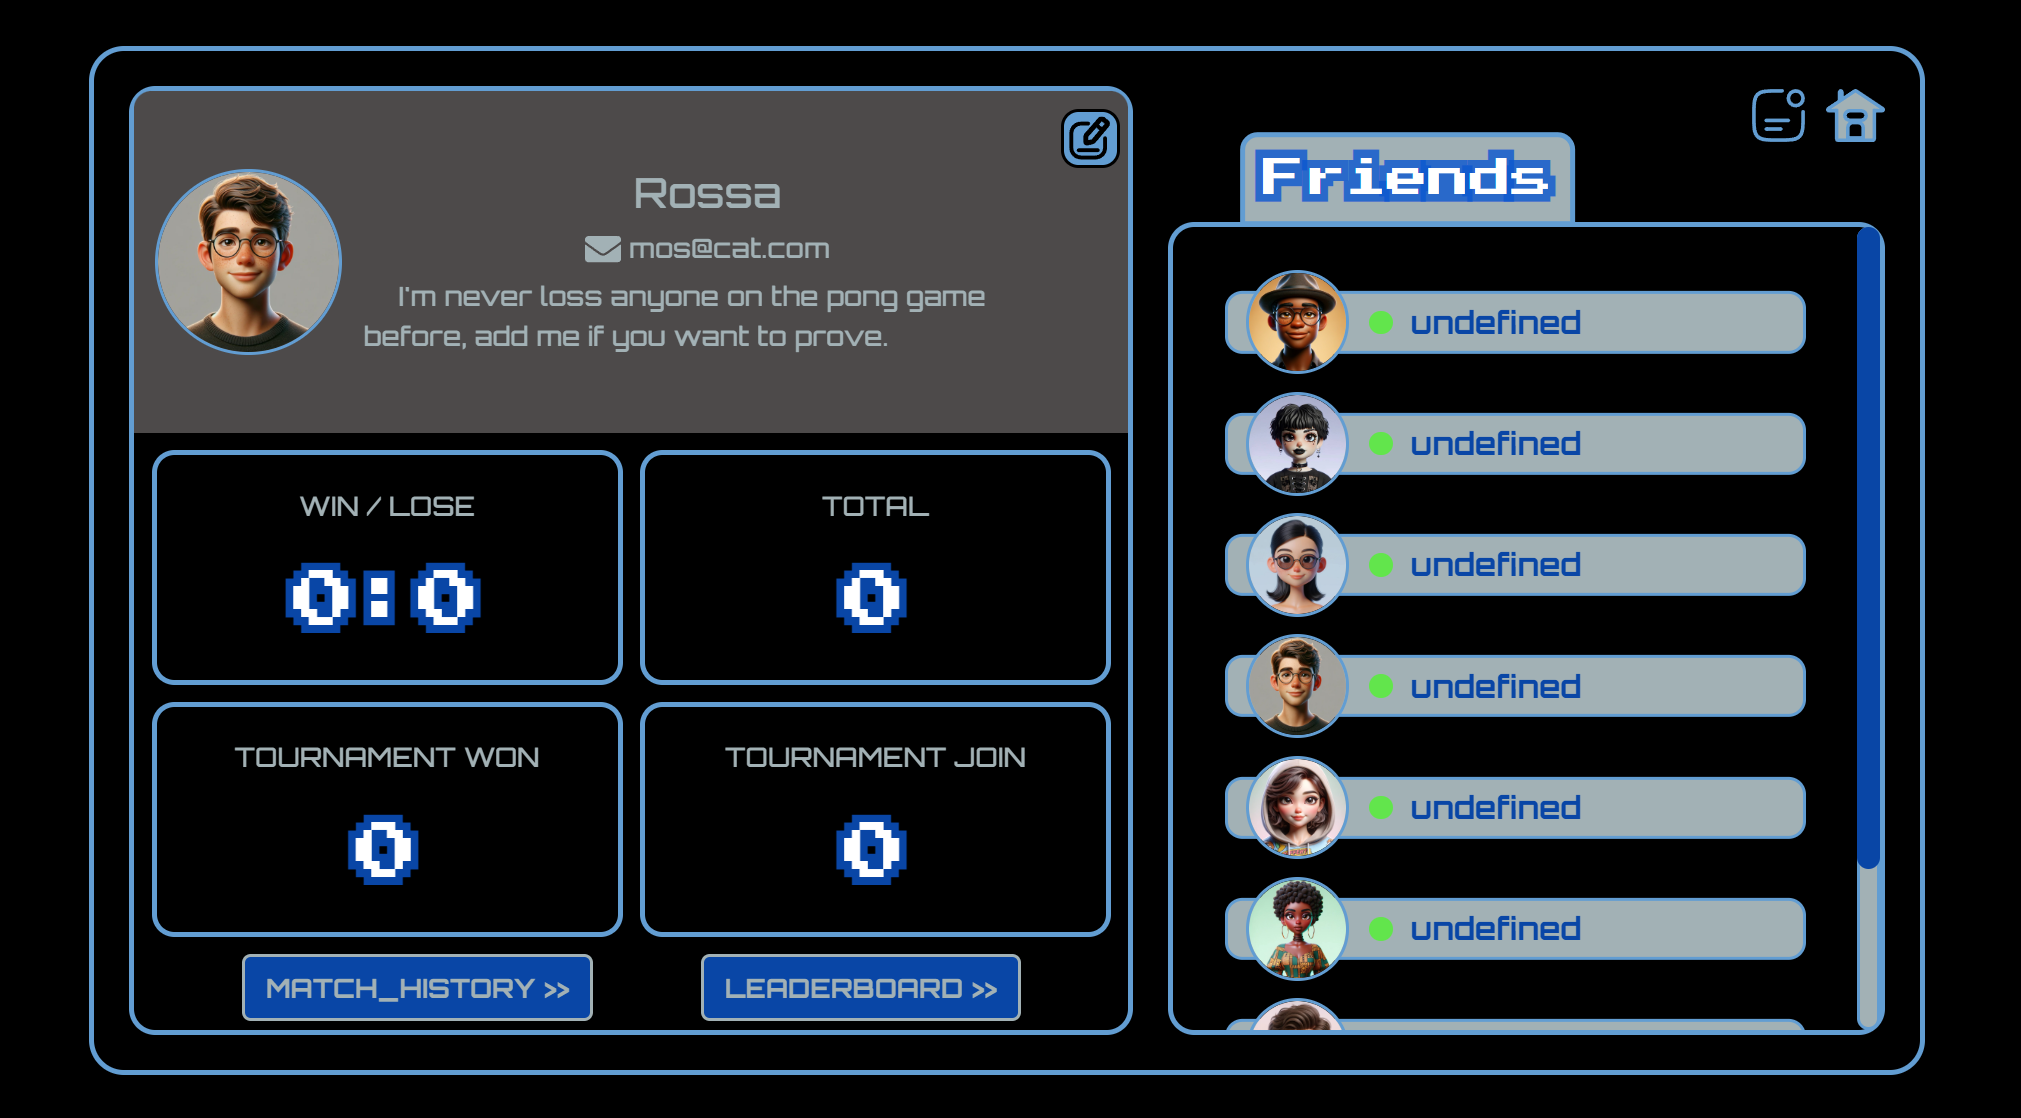 Rossa
mos@cat.com
I'm never loss anyone on the pong game
before, add me if you want to prove.
WIN / LOSE
0: 0
TOTAL
0
TOURNAMENT WON
0
TOURNAMENT JOIN
0
MATCH_HISTORY >>
LEADERBOARD >>
Friends
undefined
undefined
undefined
undefined
undefined
undefined